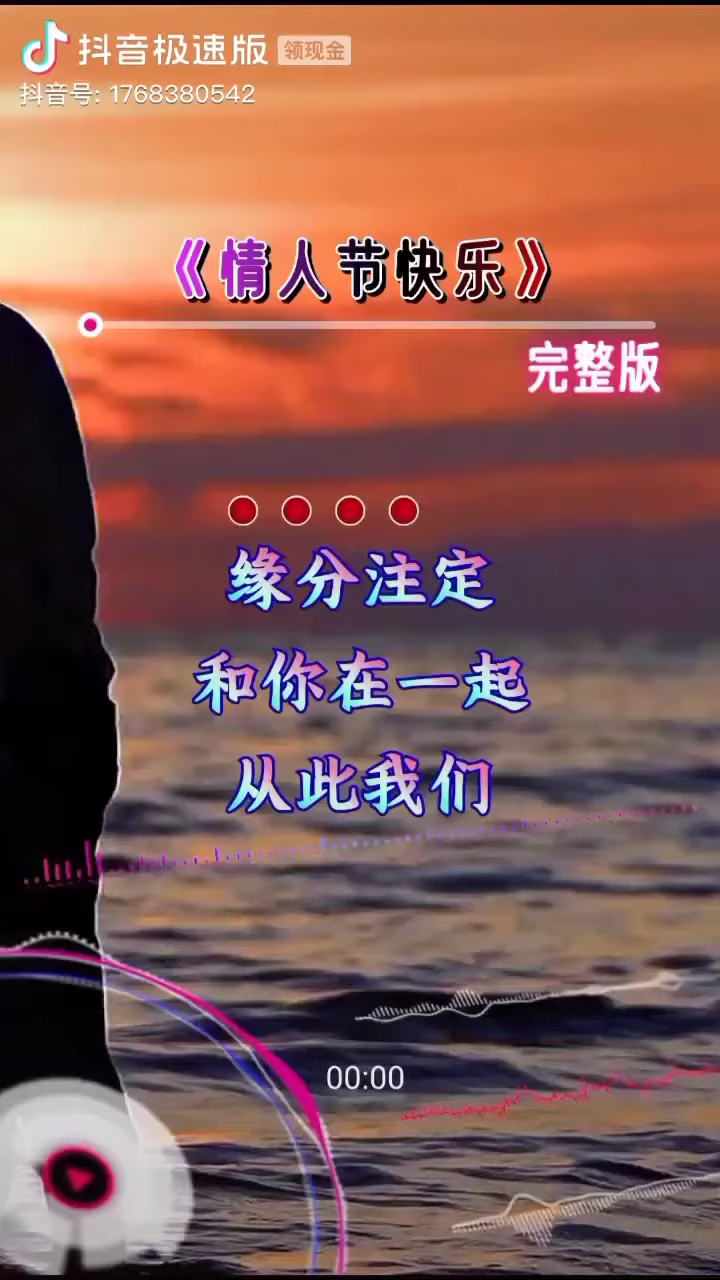 抖音极速版 领现金
抖音号: 1768380542
《情人节快乐》
完整版
缘分注定
和你在一起
从此我们
00:00